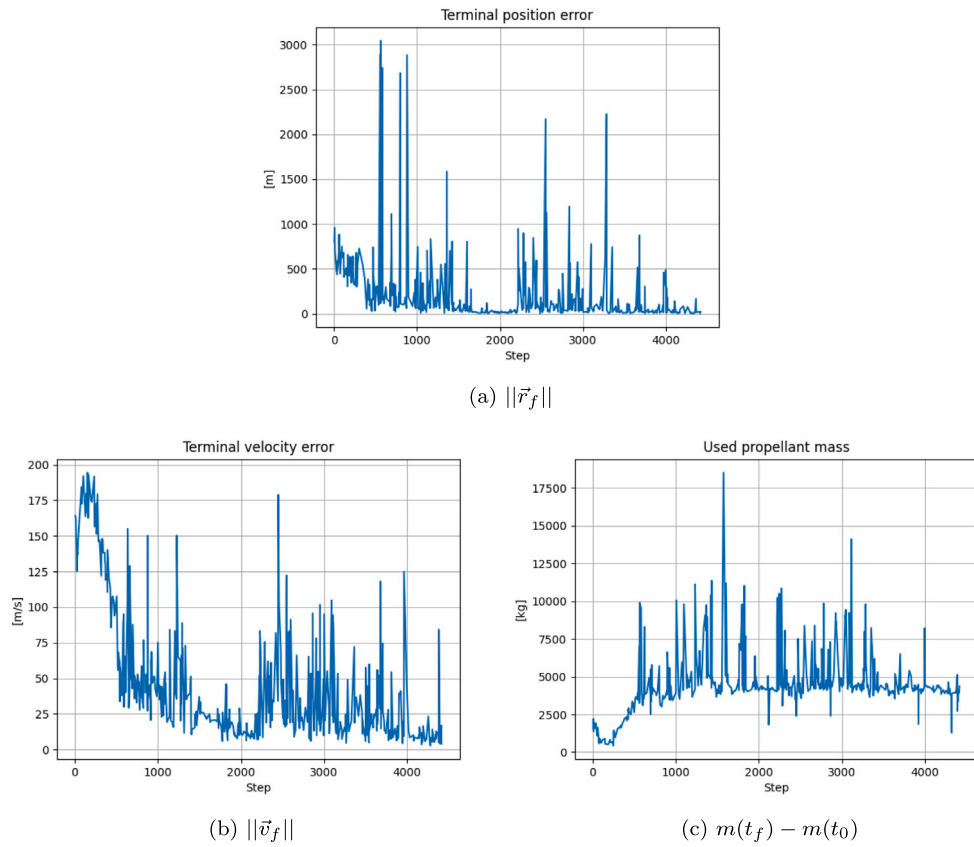 Terminal position error
3000
2500
2000
1500
1000
500
0
[m]
0 1000 2000 3000 4000
Step
(a) ||r⃗_f||
Terminal velocity error
200
175
150
125
100
75
50
25
0
[m/s]
0 1000 2000 3000 4000
Step
(b) ||v⃗_f||
Used propellant mass
17500
15000
12500
10000
7500
5000
2500
0
[kg]
0 1000 2000 3000 4000
Step
(c) m(t_f) − m(t_0)